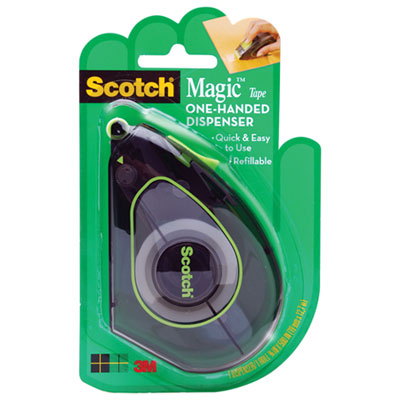 Scotch
Magic™ Tape
ONE-HANDED
DISPENSER
• Quick & Easy
to Use
• Refillable
Scotch
3M